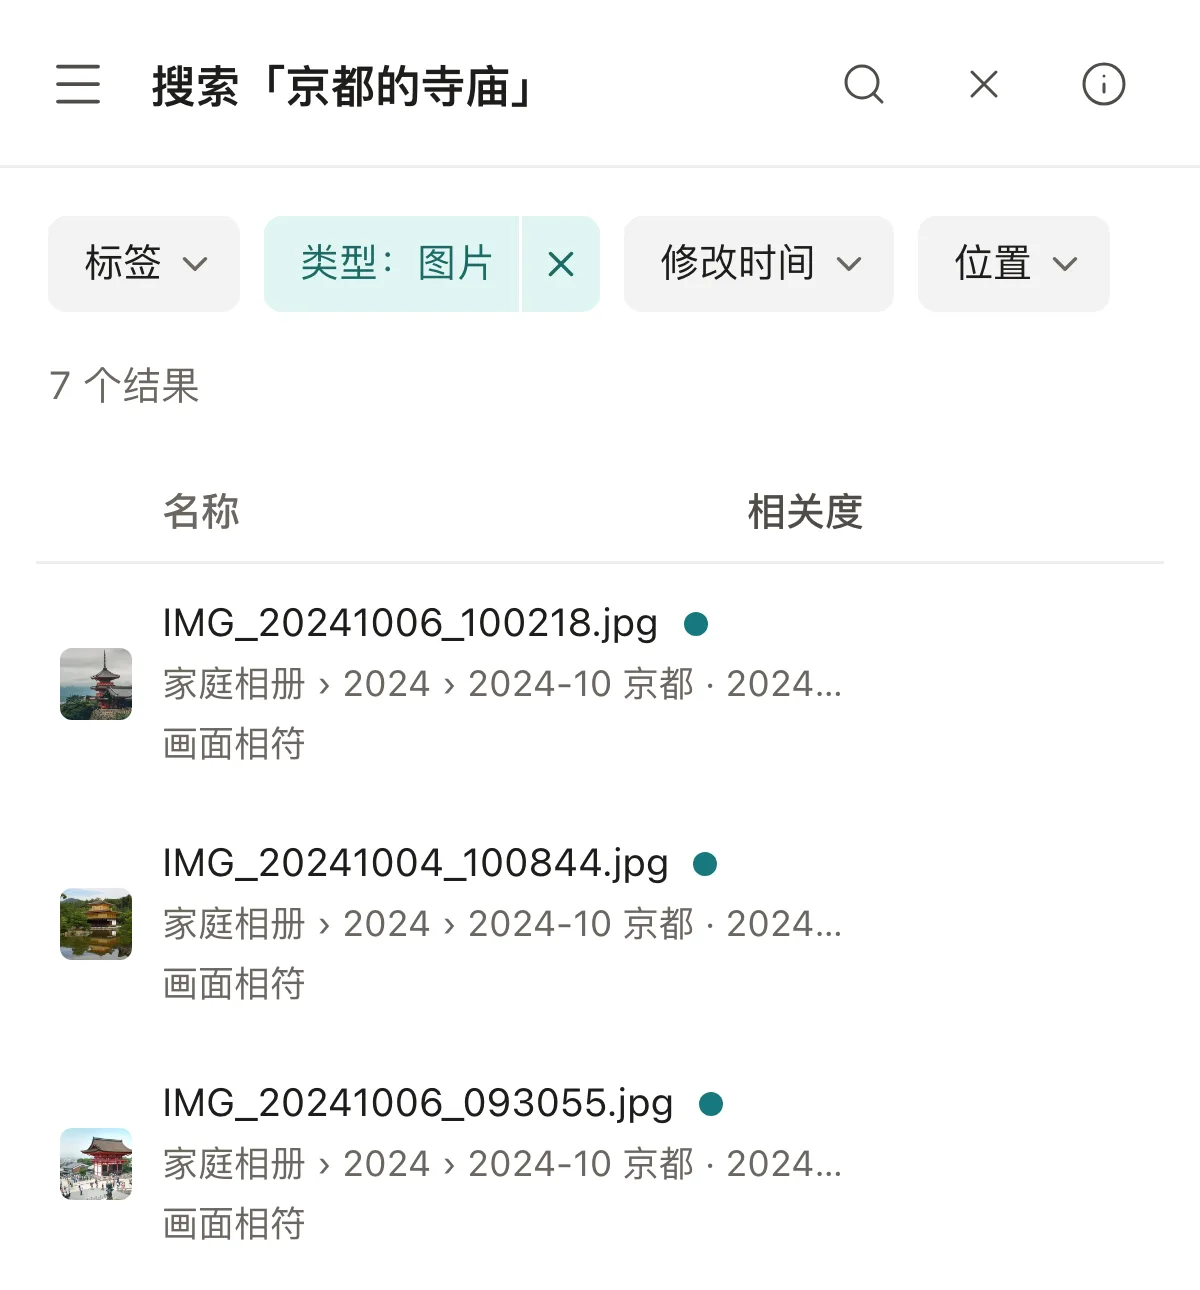 搜索「京都的寺庙」
标签
类型：图片
修改时间
位置
7 个结果
名称
相关度
IMG_20241006_100218.jpg
家庭相册 › 2024 › 2024-10 京都 · 2024...
画面相符
IMG_20241004_100844.jpg
家庭相册 › 2024 › 2024-10 京都 · 2024...
画面相符
IMG_20241006_093055.jpg
家庭相册 › 2024 › 2024-10 京都 · 2024...
画面相符